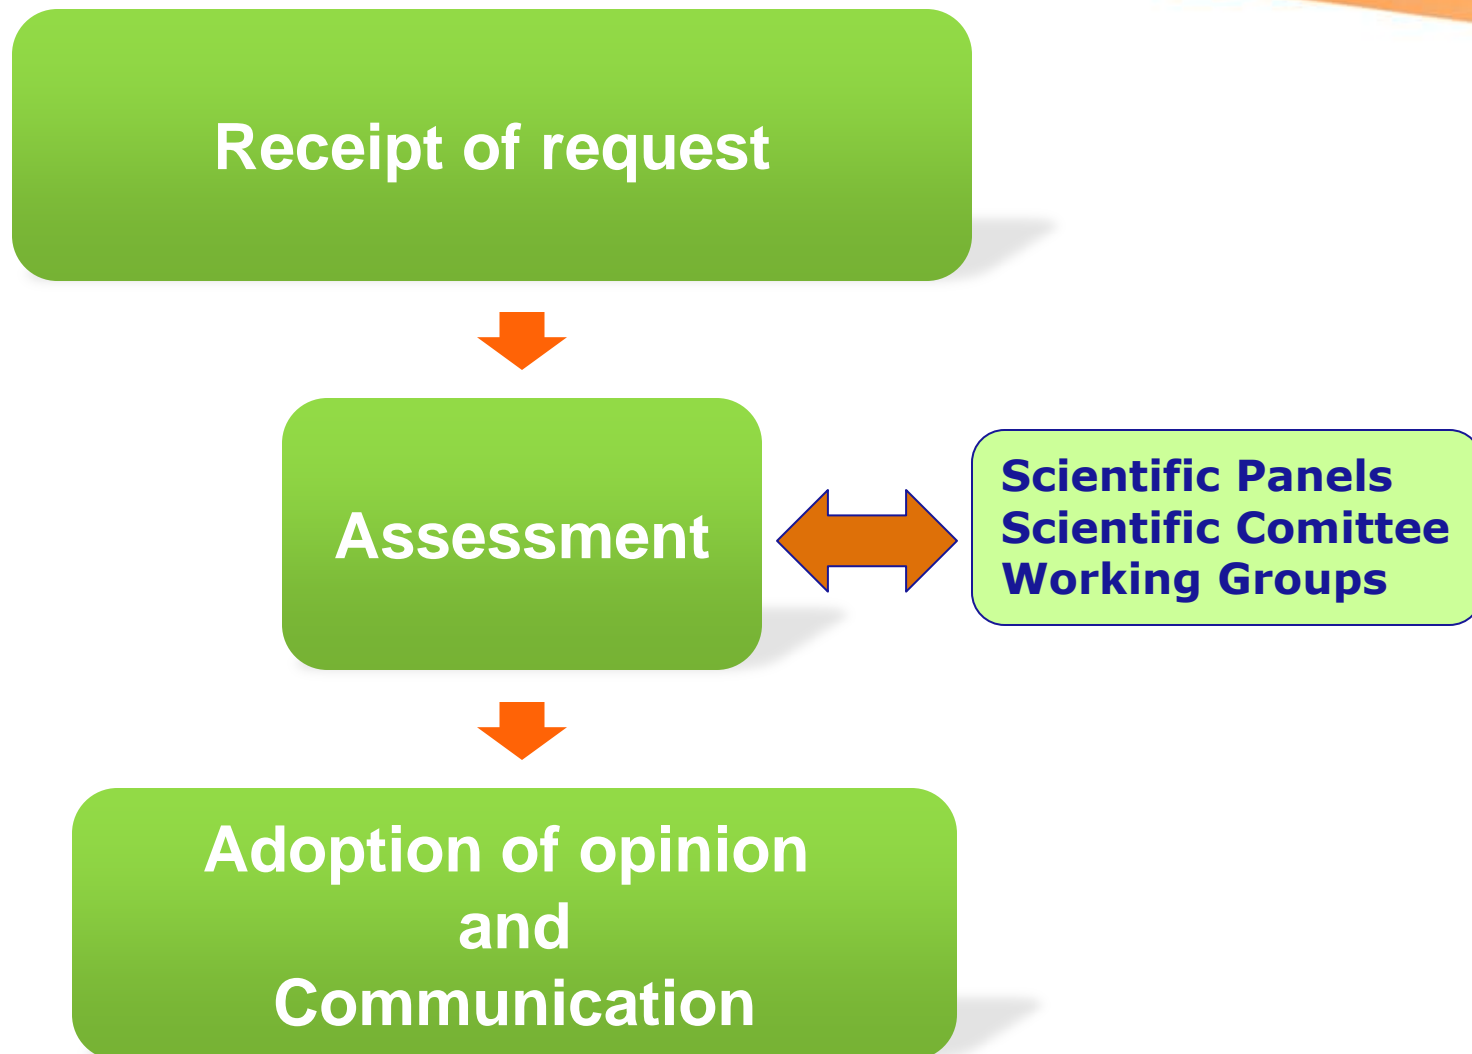 Receipt of request
Assessment
Scientific Panels
Scientific Comittee
Working Groups
Adoption of opinion
and
Communication